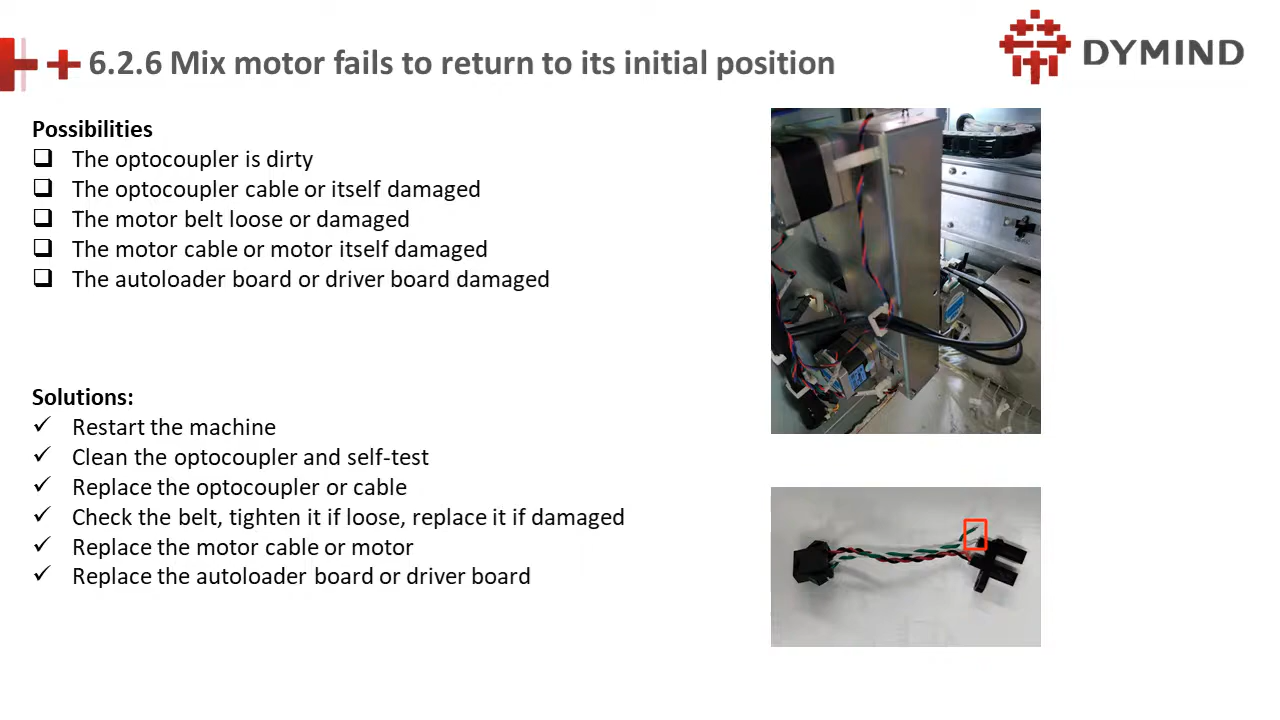 6.2.6 Mix motor fails to return to its initial position
DYMIND
Possibilities
❑ The optocoupler is dirty
❑ The optocoupler cable or itself damaged
❑ The motor belt loose or damaged
❑ The motor cable or motor itself damaged
❑ The autoloader board or driver board damaged
Solutions:
✓ Restart the machine
✓ Clean the optocoupler and self-test
✓ Replace the optocoupler or cable
✓ Check the belt, tighten it if loose, replace it if damaged
✓ Replace the motor cable or motor
✓ Replace the autoloader board or driver board